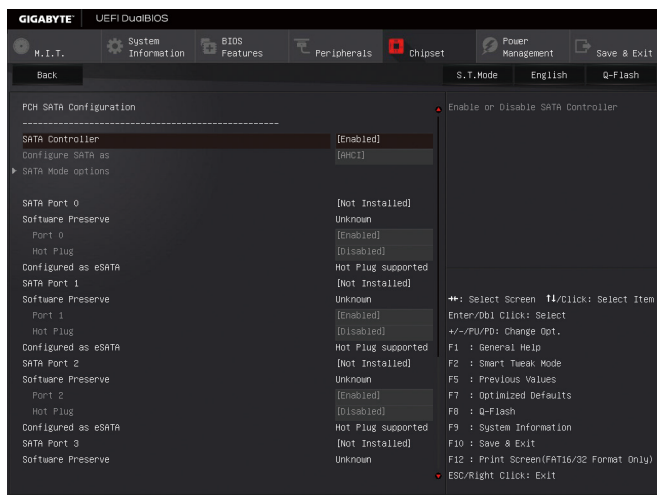 GIGABYTE™ UEFI DualBIOS
M.I.T. System Information BIOS Features Peripherals Chipset Power Management Save & Exit
Back S.T.Mode English Q-Flash
PCH SATA Configuration
Enable or Disable SATA Controller
--------------------------------------------------
SATA Controller [Enabled]
Configure SATA as [AHCI]
SATA Mode options
SATA Port 0 [Not Installed]
Software Preserve Unknown
Port 0 [Enabled]
Hot Plug [Disabled]
Configured as eSATA Hot Plug supported
SATA Port 1 [Not Installed]
Software Preserve Unknown
Port 1 [Enabled]
Hot Plug [Disabled]
Configured as eSATA Hot Plug supported
SATA Port 2 [Not Installed]
Software Preserve Unknown
Port 2 [Enabled]
Hot Plug [Disabled]
Configured as eSATA Hot Plug supported
SATA Port 3 [Not Installed]
Software Preserve Unknown
→←: Select Screen ↑↓/Click: Select Item
Enter/Dbl Click: Select
+/-/PU/PD: Change Opt.
F1 : General Help
F2 : Smart Tweak Mode
F5 : Previous Values
F7 : Optimized Defaults
F8 : Q-Flash
F9 : System Information
F10 : Save & Exit
F12 : Print Screen(FAT16/32 Format Only)
ESC/Right Click: Exit